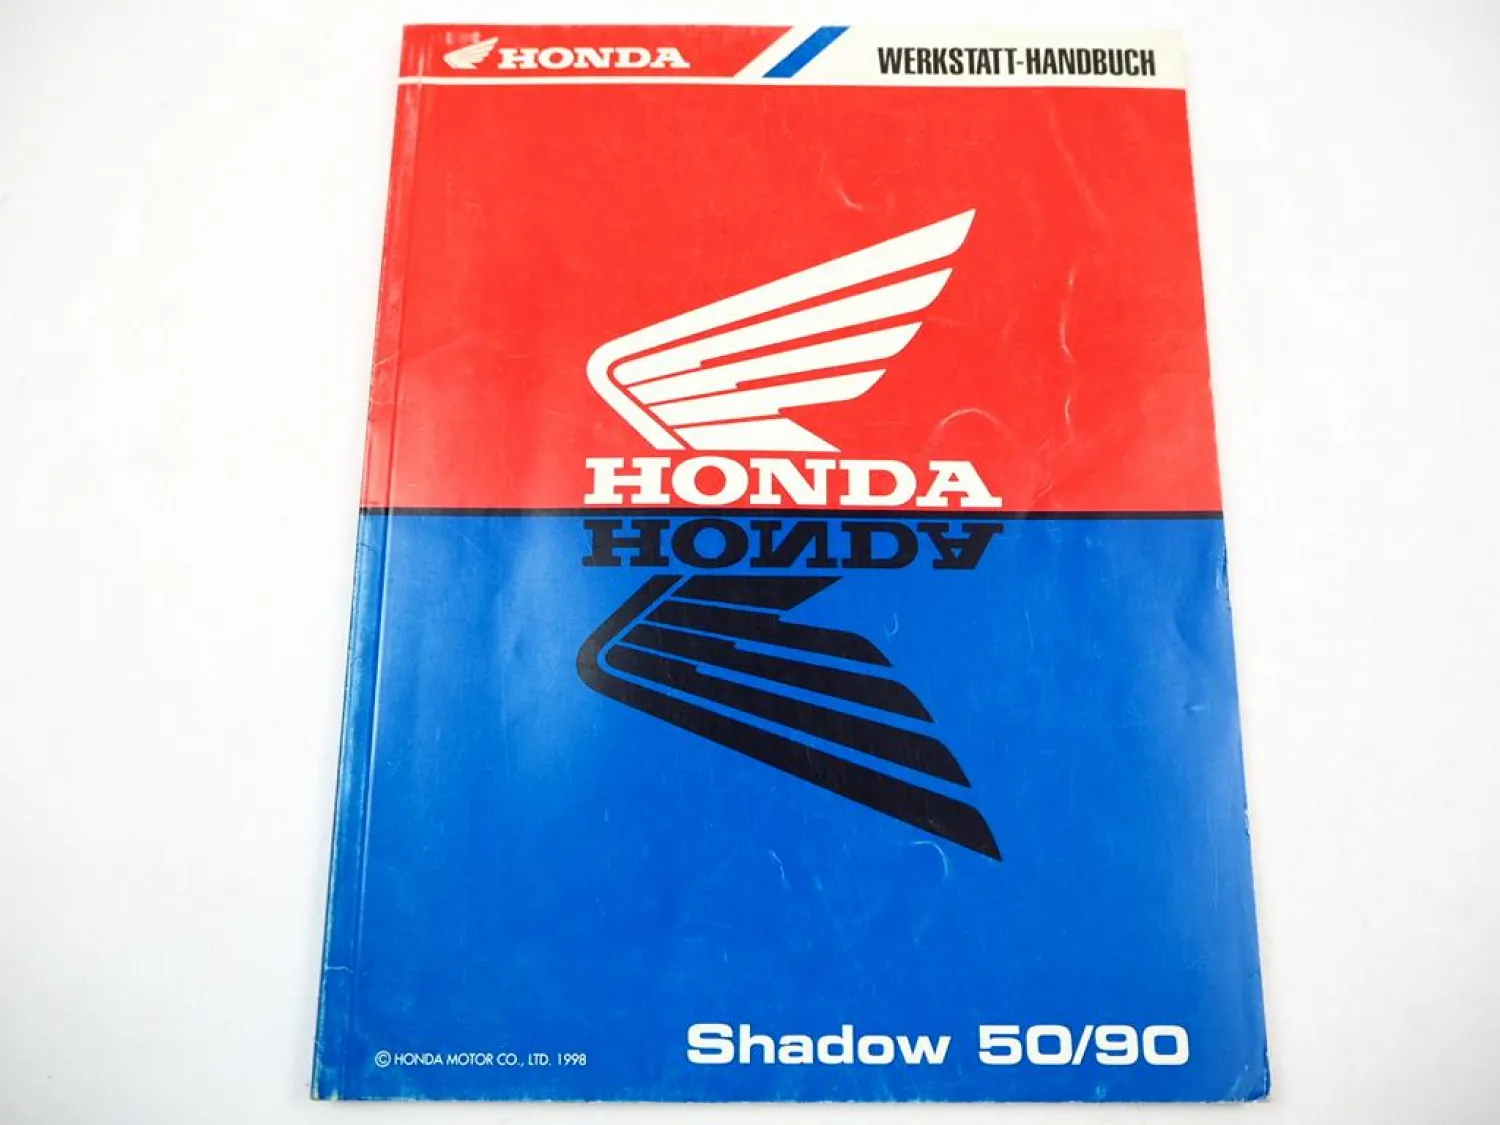 HONDA
WERKSTATT-HANDBUCH
HONDA
HONDA
Shadow 50/90
© HONDA MOTOR CO., LTD. 1998